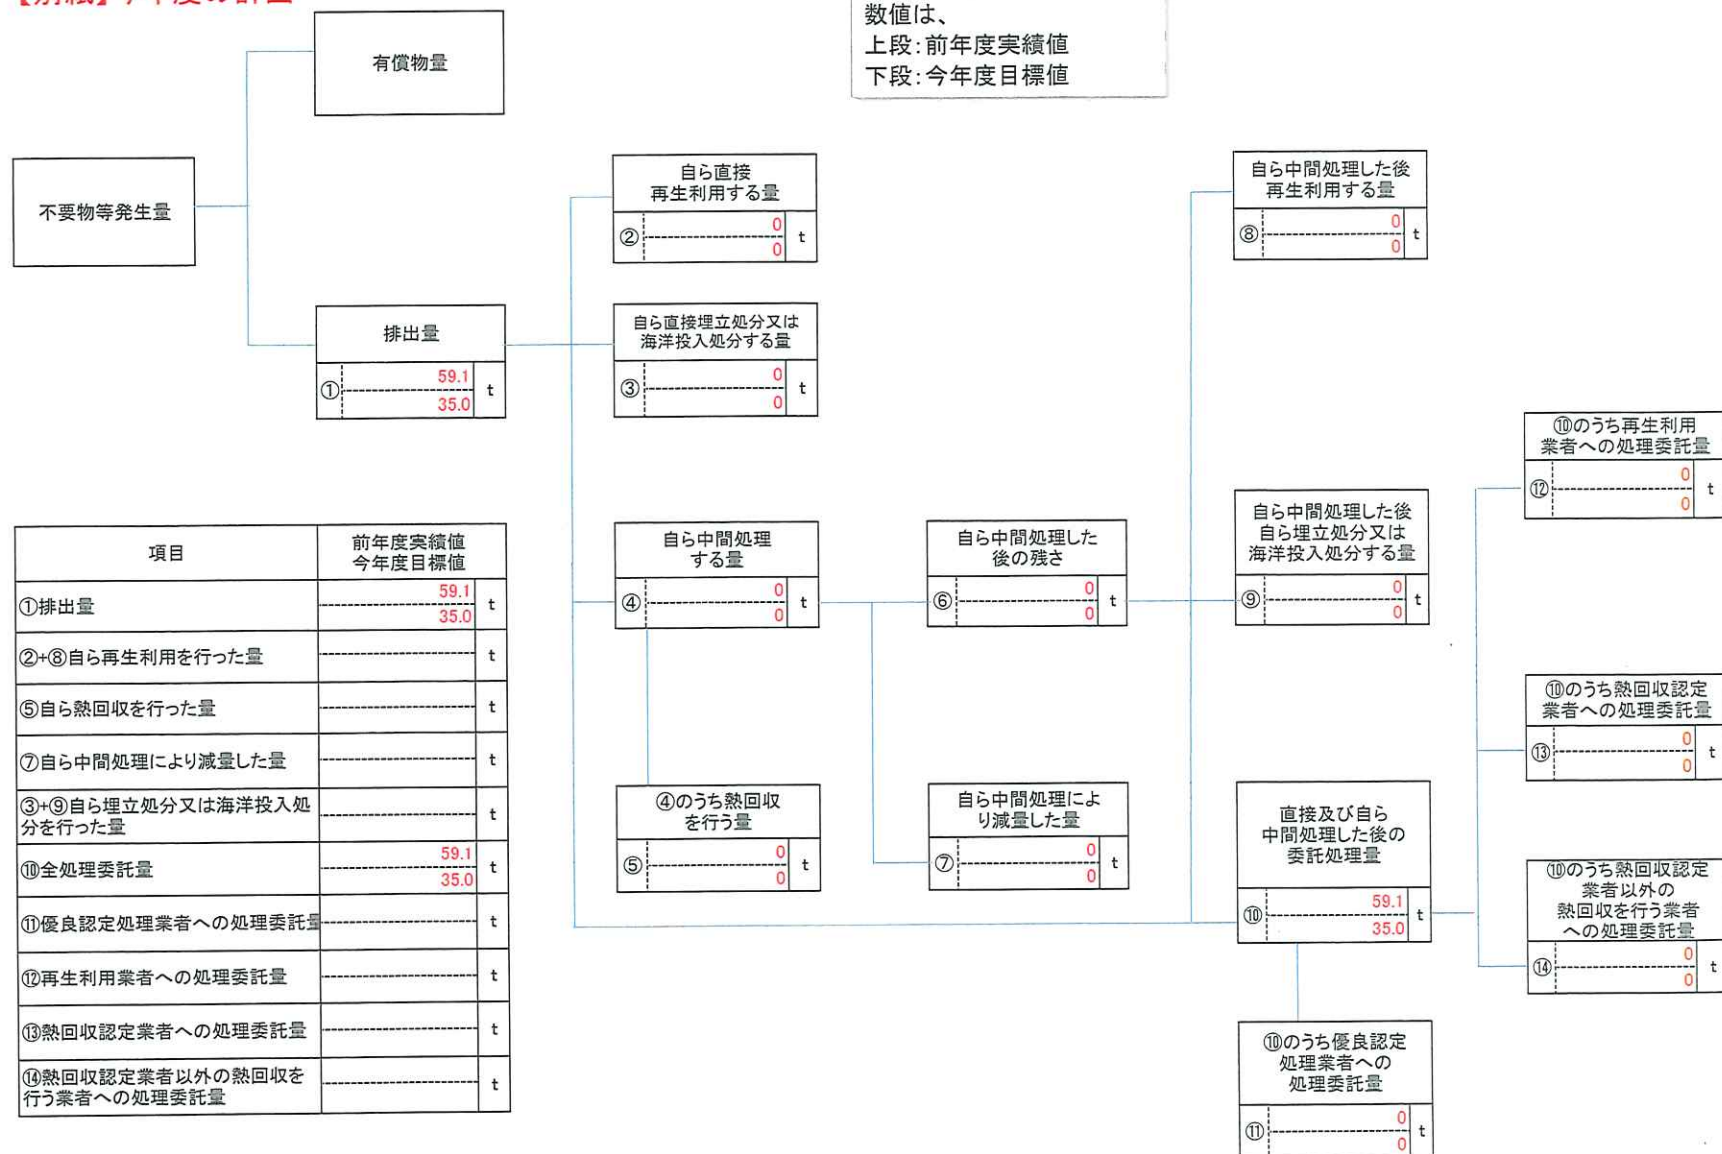 数値は、
上段：前年度実績値
下段：今年度目標値
有償物量
不要物等発生量
排出量
①
59.1
35.0
t
自ら直接
再生利用する量
②
0
0
t
自ら直接埋立処分又は
海洋投入処分する量
③
0
0
t
自ら中間処理
する量
④
0
0
t
④のうち熱回収
を行う量
⑤
0
0
t
自ら中間処理した
後の残さ
⑥
0
0
t
自ら中間処理によ
り減量した量
⑦
0
0
t
自ら中間処理した後
再生利用する量
⑧
0
0
t
自ら中間処理した後
自ら埋立処分又は
海洋投入処分する量
⑨
0
0
t
直接及び自ら
中間処理した後の
委託処理量
⑩
59.1
35.0
t
⑩のうち優良認定
処理業者への
処理委託量
⑪
0
0
t
⑩のうち再生利用
業者への処理委託量
⑫
0
0
t
⑩のうち熱回収認定
業者への処理委託量
⑬
0
0
t
⑩のうち熱回収認定
業者以外の
熱回収を行う業者
への処理委託量
⑭
0
0
t
項目
前年度実績値
今年度目標値
①排出量
59.1
35.0
t
②+⑧自ら再生利用を行った量
t
⑤自ら熱回収を行った量
t
⑦自ら中間処理により減量した量
t
③+⑨自ら埋立処分又は海洋投入処
分を行った量
t
⑩全処理委託量
59.1
35.0
t
⑪優良認定処理業者への処理委託量
t
⑫再生利用業者への処理委託量
t
⑬熱回収認定業者への処理委託量
t
⑭熱回収認定業者以外の熱回収を
行う業者への処理委託量
t